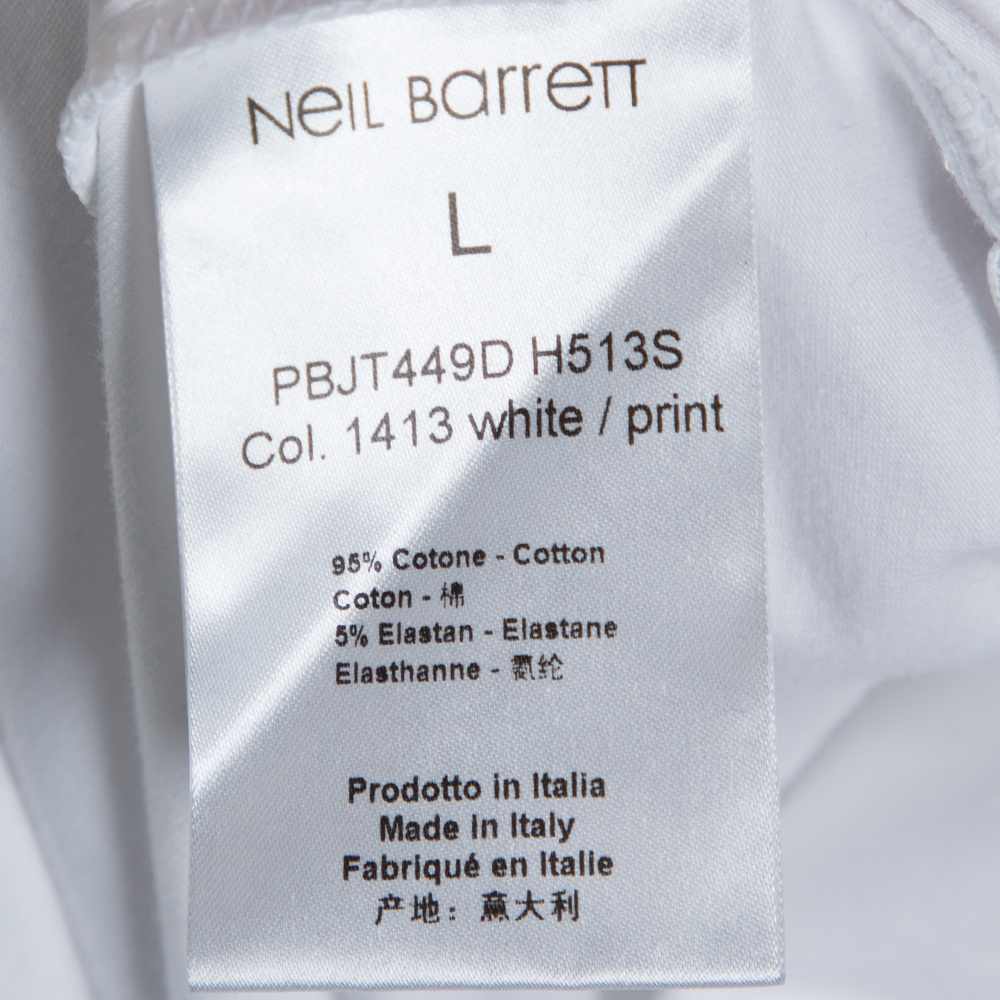 Neil Barrett
L
PBJT449D H513S
Col. 1413 white / print
95% Cotone - Cotton
Coton - 棉
5% Elastan - Elastane
Elasthanne - 氨纶
Prodotto in Italia
Made in Italy
Fabriqué en Italie
产地：意大利